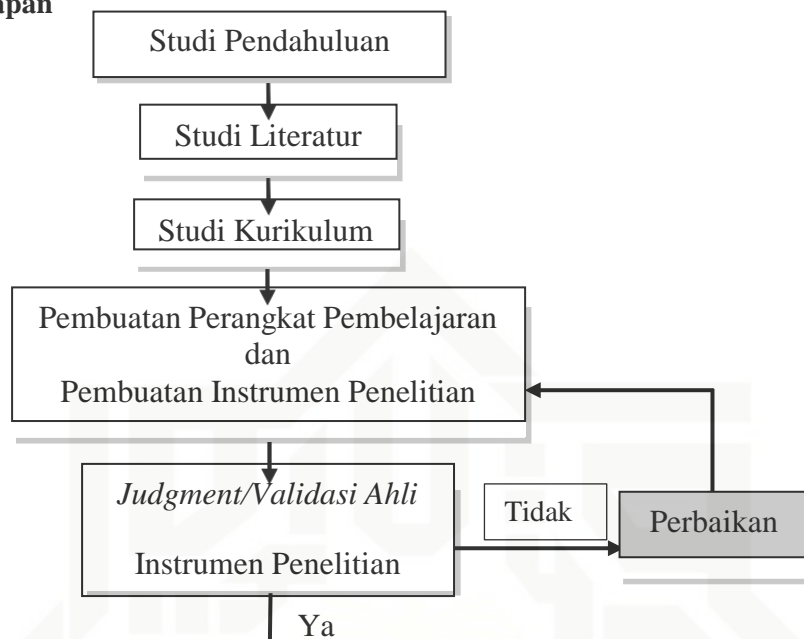 Studi Pendahuluan
Studi Literatur
Studi Kurikulum
Pembuatan Perangkat Pembelajaran
dan
Pembuatan Instrumen Penelitian
Judgment/Validasi Ahli
Instrumen Penelitian
Tidak
Perbaikan
Ya